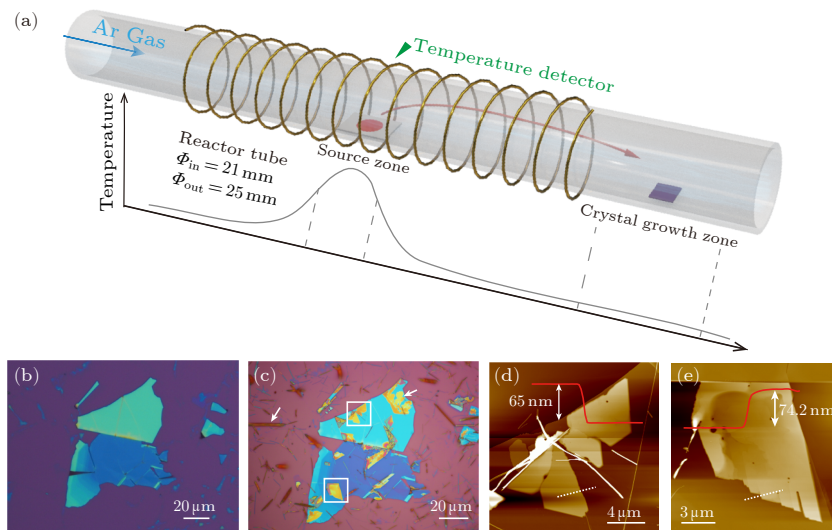 (a)
Ar Gas
Temperature detector
Temperature
Reactor tube
Φin = 21 mm
Φout = 25 mm
Source zone
Crystal growth zone
(b)
20 μm
(c)
20 μm
(d)
65 nm
4 μm
(e)
74.2 nm
3 μm